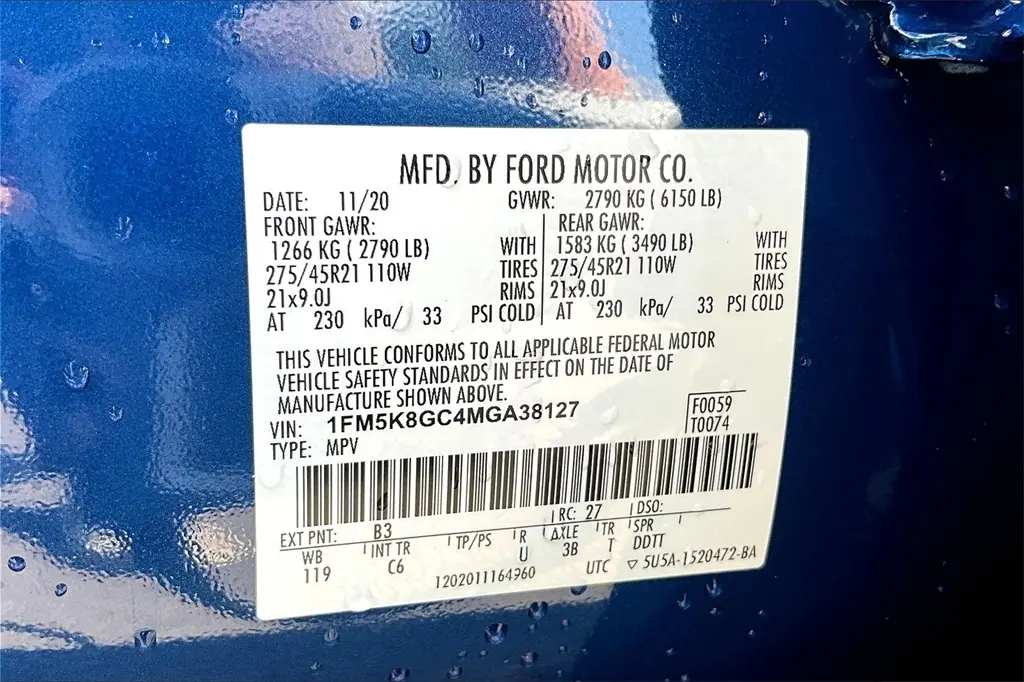 MFD. BY FORD MOTOR CO.
DATE: 11/20 GVWR: 2790 KG ( 6150 LB)
FRONT GAWR: REAR GAWR:
1266 KG ( 2790 LB) WITH 1583 KG ( 3490 LB) WITH
275/45R21 110W TIRES 275/45R21 110W TIRES
21x9.0J RIMS 21x9.0J RIMS
AT 230 kPa/ 33 PSI COLD AT 230 kPa/ 33 PSI COLD
THIS VEHICLE CONFORMS TO ALL APPLICABLE FEDERAL MOTOR
VEHICLE SAFETY STANDARDS IN EFFECT ON THE DATE OF
MANUFACTURE SHOWN ABOVE.
VIN: 1FM5K8GC4MGA38127 F0059
TYPE: MPV T0074
EXT PNT: B3 RC: 27 DSO:
WB INT TR TP/PS R AXLE TR SPR
119 C6 U 3B T DDTT
1202011164960 UTC ▽ 5U5A-1520472-BA